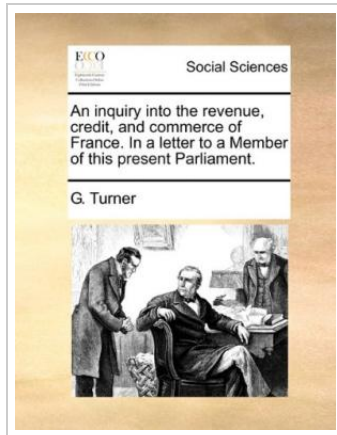 ECCO
Social Sciences
An inquiry into the revenue,
credit, and commerce of
France. In a letter to a Member
of this present Parliament.
G. Turner